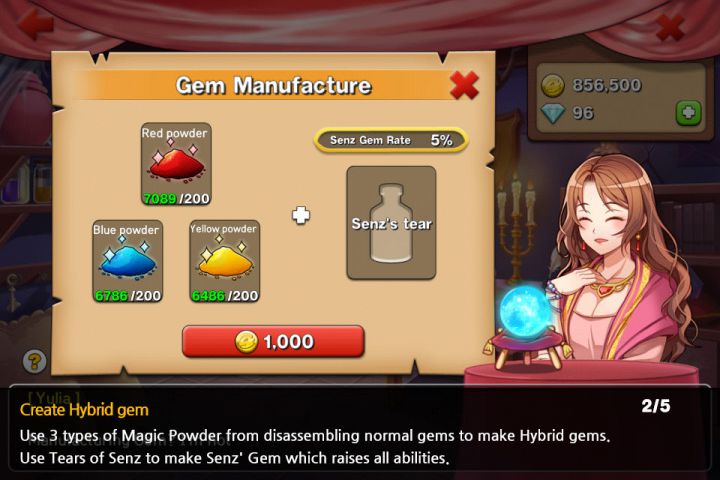 Gem Manufacture
856,500
96
Red powder
7089/200
Senz Gem Rate 5%
Senz's tear
Blue powder
6786/200
Yellow powder
6486/200
1,000
?
[Yulia]
Create Hybrid gem
2/5
Use 3 types of Magic Powder from disassembling normal gems to make Hybrid gems.
Use Tears of Senz to make Senz' Gem which raises all abilities.